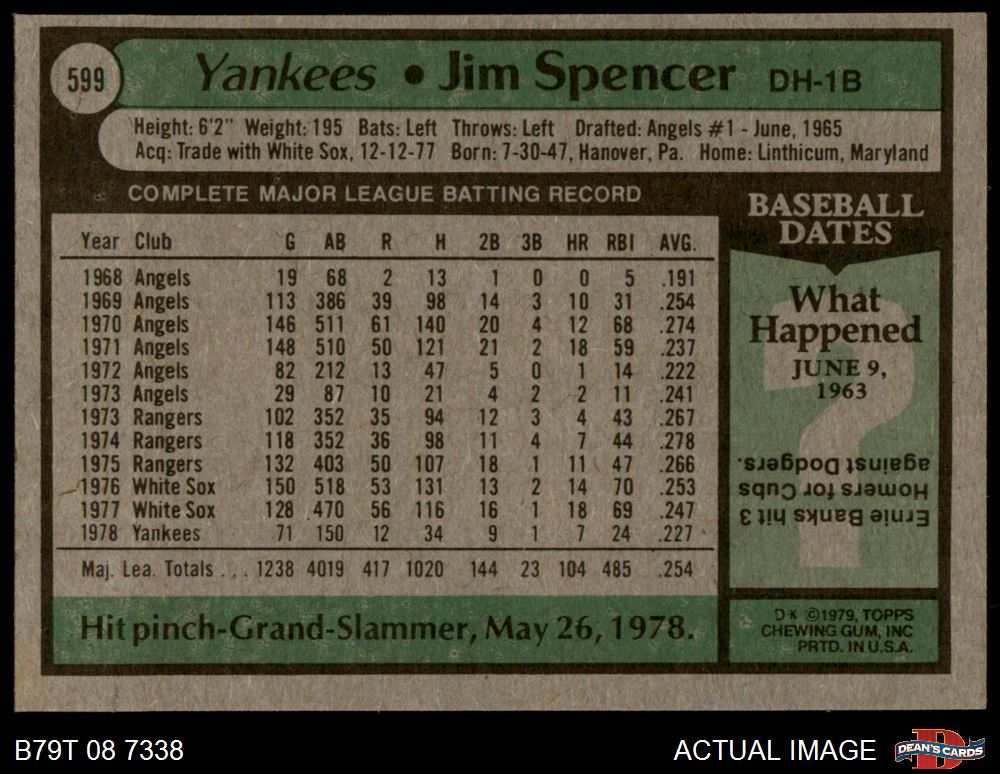 599
Yankees • Jim Spencer DH-1B
Height: 6'2" Weight: 195 Bats: Left Throws: Left Drafted: Angels #1 - June, 1965
Acq: Trade with White Sox, 12-12-77 Born: 7-30-47, Hanover, Pa. Home: Linthicum, Maryland
COMPLETE MAJOR LEAGUE BATTING RECORD
Year Club G AB R H 2B 3B HR RBI AVG.
1968 Angels 19 68 2 13 1 0 0 5 .191
1969 Angels 113 386 39 98 14 3 10 31 .254
1970 Angels 146 511 61 140 20 4 12 68 .274
1971 Angels 148 510 50 121 21 2 18 59 .237
1972 Angels 82 212 13 47 5 0 1 14 .222
1973 Angels 29 87 10 21 4 2 2 11 .241
1973 Rangers 102 352 35 94 12 3 4 43 .267
1974 Rangers 118 352 36 98 11 4 7 44 .278
1975 Rangers 132 403 50 107 18 1 11 47 .266
1976 White Sox 150 518 53 131 13 2 14 70 .253
1977 White Sox 128 470 56 116 16 1 18 69 .247
1978 Yankees 71 150 12 34 9 1 7 24 .227
Maj. Lea. Totals . . . 1238 4019 417 1020 144 23 104 485 .254
Hit pinch-Grand-Slammer, May 26, 1978.
BASEBALL
DATES
What
Happened
JUNE 9,
1963
?
Ernie Banks hit 3
Homers for Cubs
against Dodgers.
D* ©1979, TOPPS
CHEWING GUM, INC
PRTD. IN U.S.A.
B79T 08 7338
ACTUAL IMAGE
D
DEAN'S CARDS